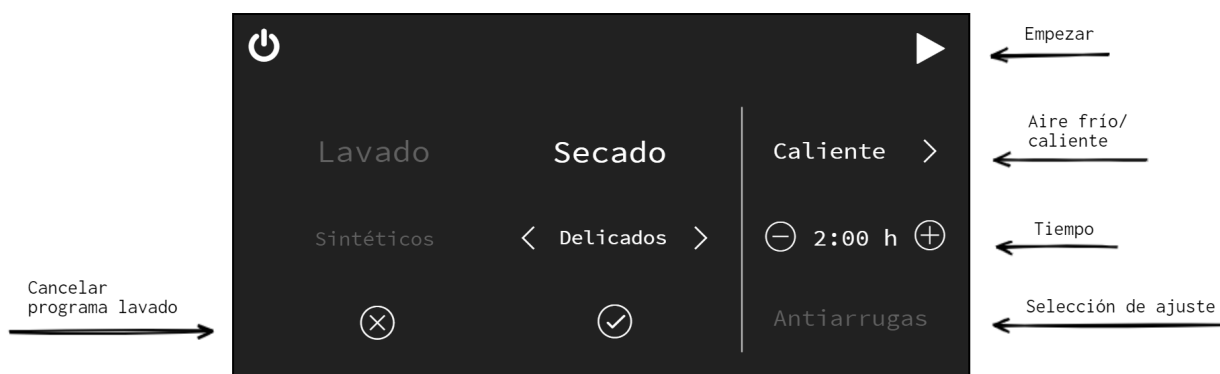 Empezar
Lavado
Secado
Caliente
Aire frío/
caliente
Sintéticos
Delicados
2:00 h
Tiempo
Cancelar
programa lavado
Antiarrugas
Selección de ajuste